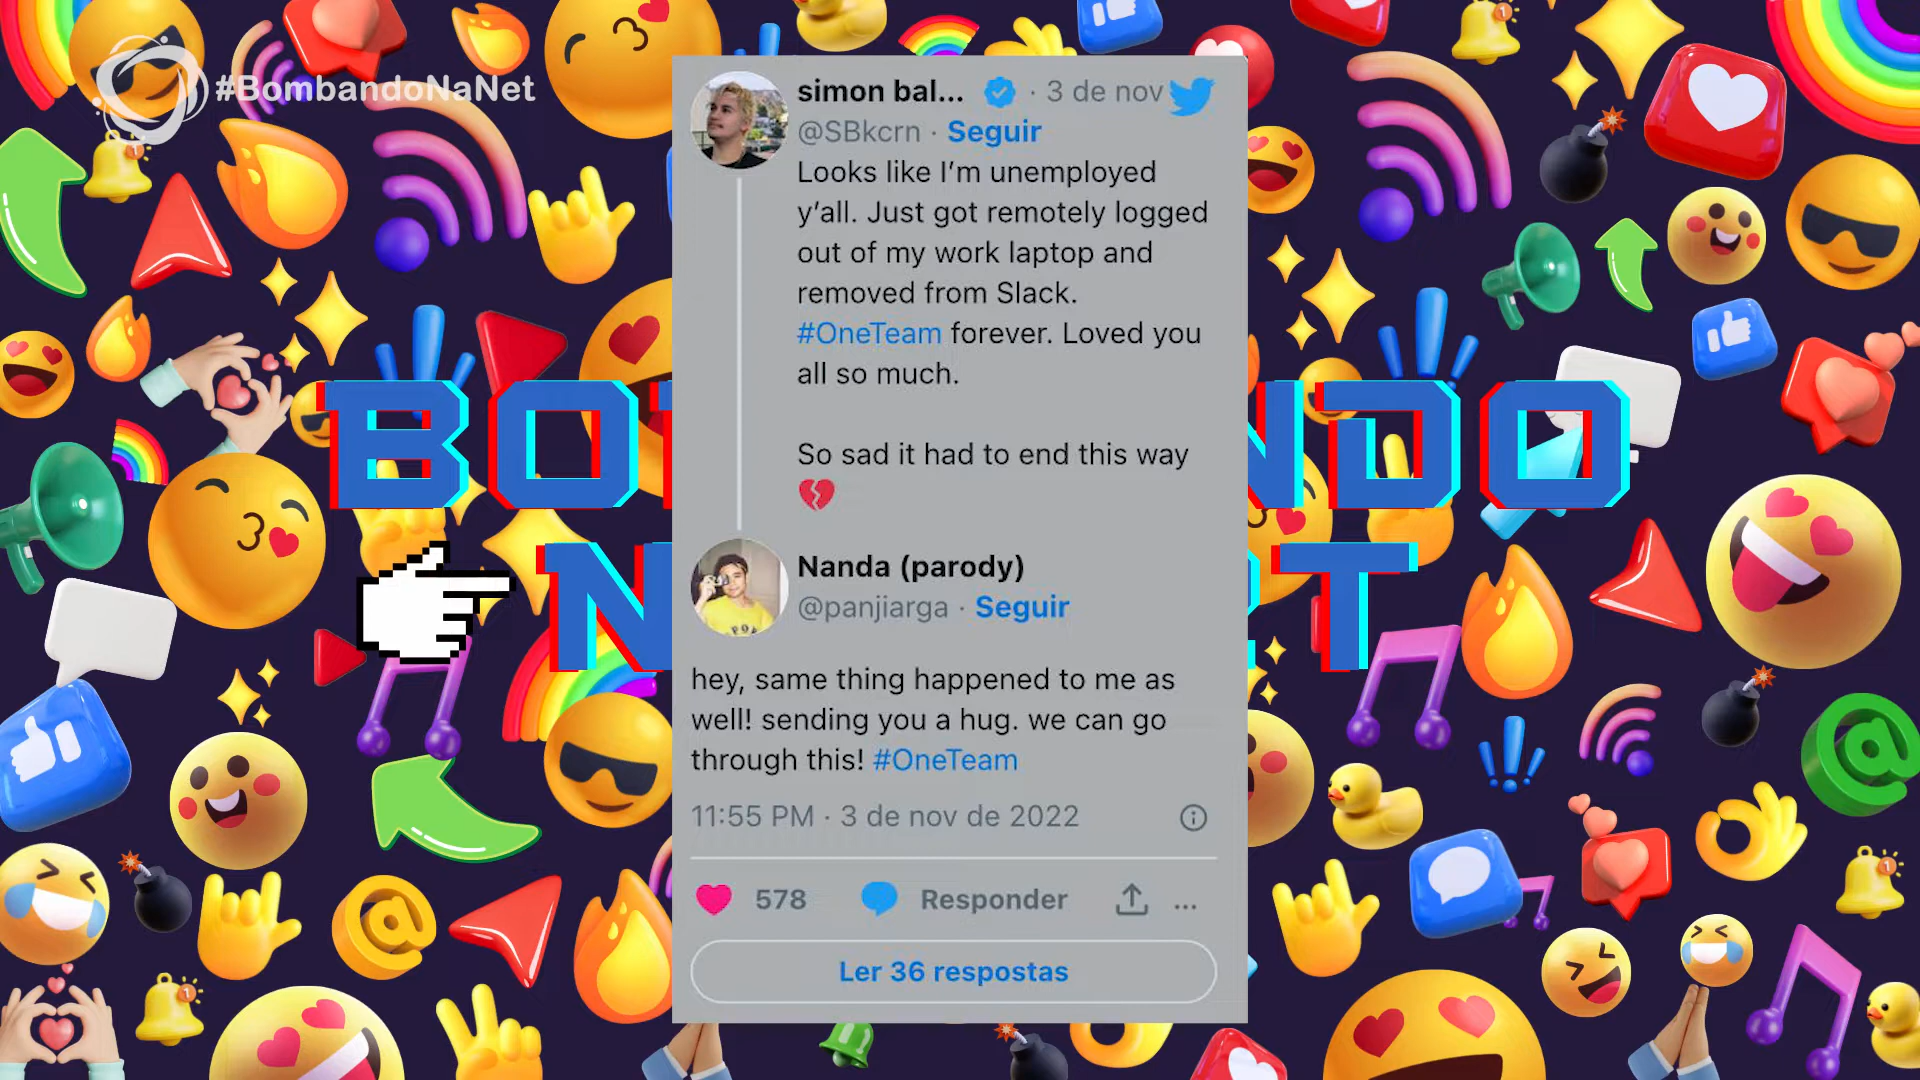 #BombandoNaNet
simon bal... · 3 de nov
@SBkcrn · Seguir
Looks like I'm unemployed
y'all. Just got remotely logged
out of my work laptop and
removed from Slack.
#OneTeam forever. Loved you
all so much.
So sad it had to end this way
Nanda (parody)
@panjiarga · Seguir
hey, same thing happened to me as
well! sending you a hug. we can go
through this! #OneTeam
11:55 PM · 3 de nov de 2022
578 Responder ...
Ler 36 respostas